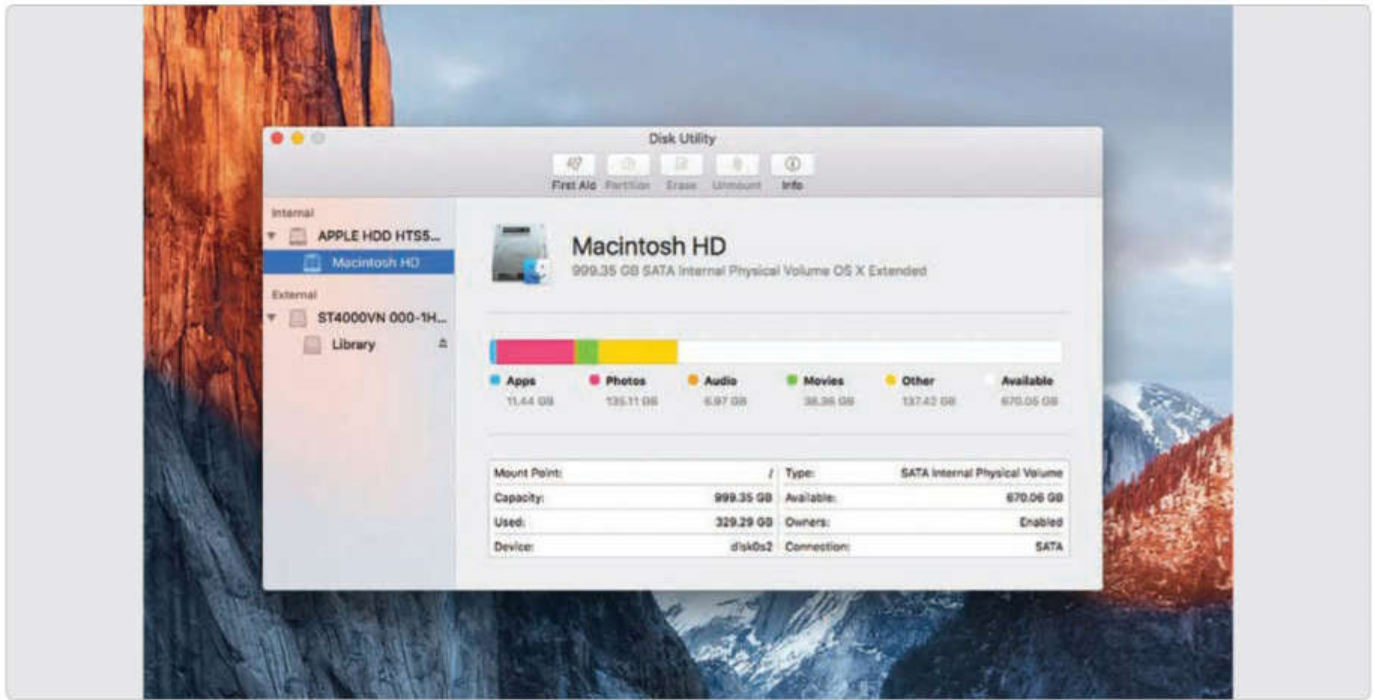 Disk Utility
First Aid Partition Erase Unmount Info
Internal
APPLE HDD HTS5...
Macintosh HD
External
ST4000VN 000-1H...
Library
Macintosh HD
999.35 GB SATA Internal Physical Volume OS X Extended
Apps Photos Audio Movies Other Available
11.44 GB 135.11 GB 6.97 GB 38.36 GB 137.42 GB 670.05 GB
Mount Point: / Type: SATA Internal Physical Volume
Capacity: 999.35 GB Available: 670.06 GB
Used: 329.29 GB Owners: Enabled
Device: disk0s2 Connection: SATA